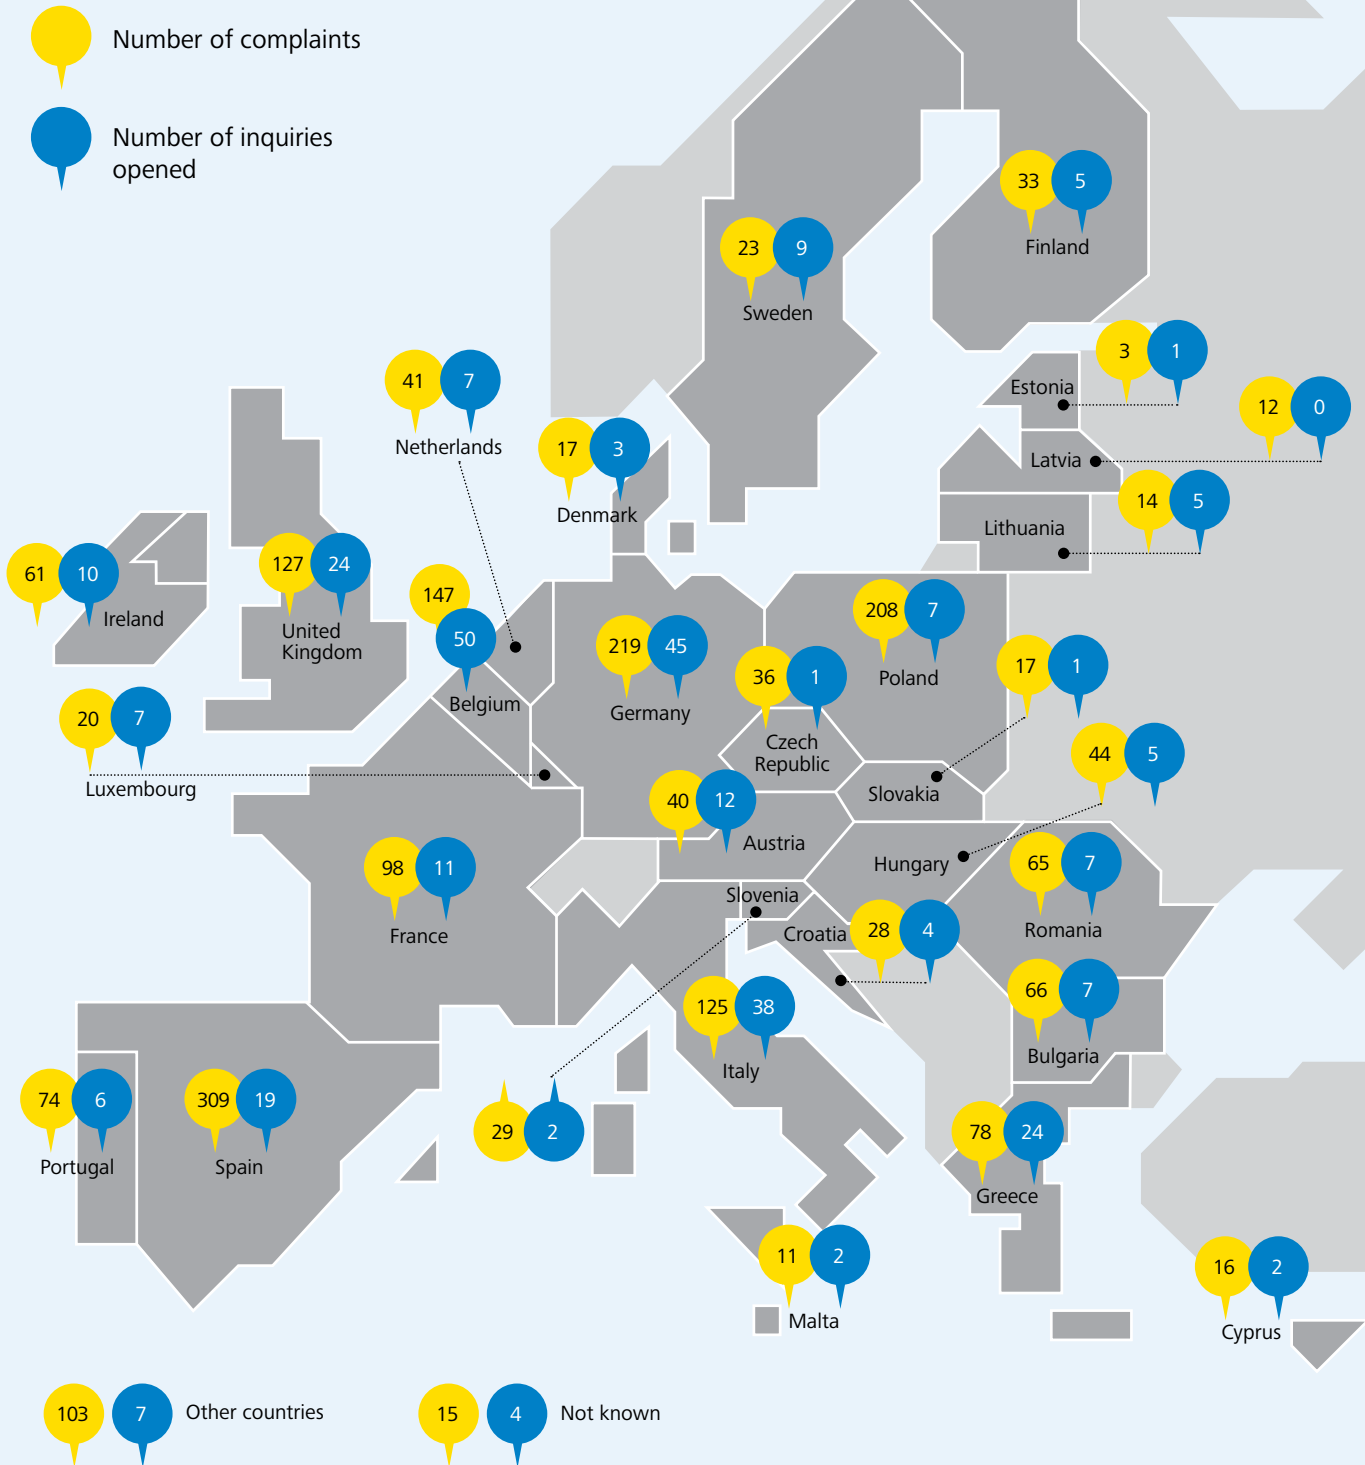 Number of complaints
Number of inquiries
opened
33 5
Finland
23 9
Sweden
3 1
Estonia
41 7
Netherlands
12 0
Latvia
17 3
Denmark
14 5
Lithuania
61 10
Ireland
127 24
United
Kingdom
147
50
Belgium
219 45
Germany
208 7
Poland
36 1
Czech
Republic
17 1
Slovakia
20 7
Luxembourg
44 5
Hungary
40 12
Austria
98 11
France
65 7
Romania
Slovenia
28 4
Croatia
66 7
Bulgaria
125 38
Italy
74 6
Portugal
309 19
Spain
29 2
78 24
Greece
11 2
Malta
16 2
Cyprus
103 7 Other countries
15 4 Not known